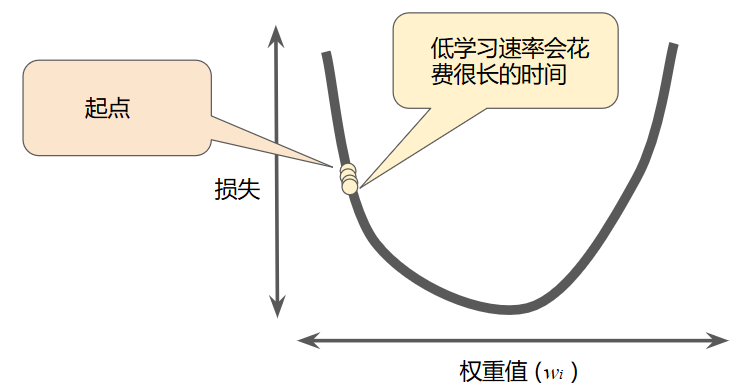 低学习速率会花
费很长的时间
起点
损失
权重值 (wi )